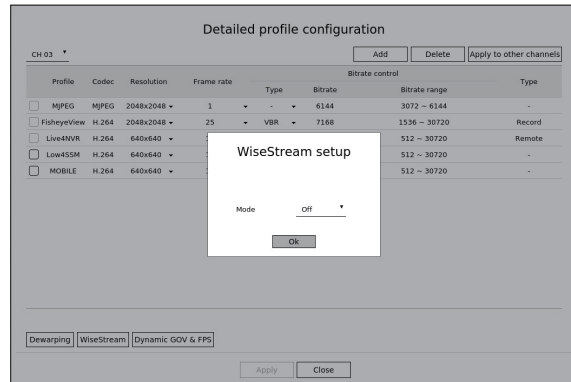 Detailed profile configuration
CH 03
Add Delete Apply to other channels
Bitrate control
Profile Codec Resolution Frame rate Type
Type Bitrate Bitrate range
MJPEG MJPEG 2048x2048 1 - 6144 3072 ~ 6144 -
FisheyeView H.264 2048x2048 25 VBR 7168 1536 ~ 30720 Record
Live4NVR H.264 640x640 512 ~ 30720 Remote
Low4SSM H.264 640x640 512 ~ 30720 -
MOBILE H.264 640x640 512 ~ 30720 -
WiseStream setup
Mode Off
Ok
Dewarping WiseStream Dynamic GOV & FPS
Apply Close